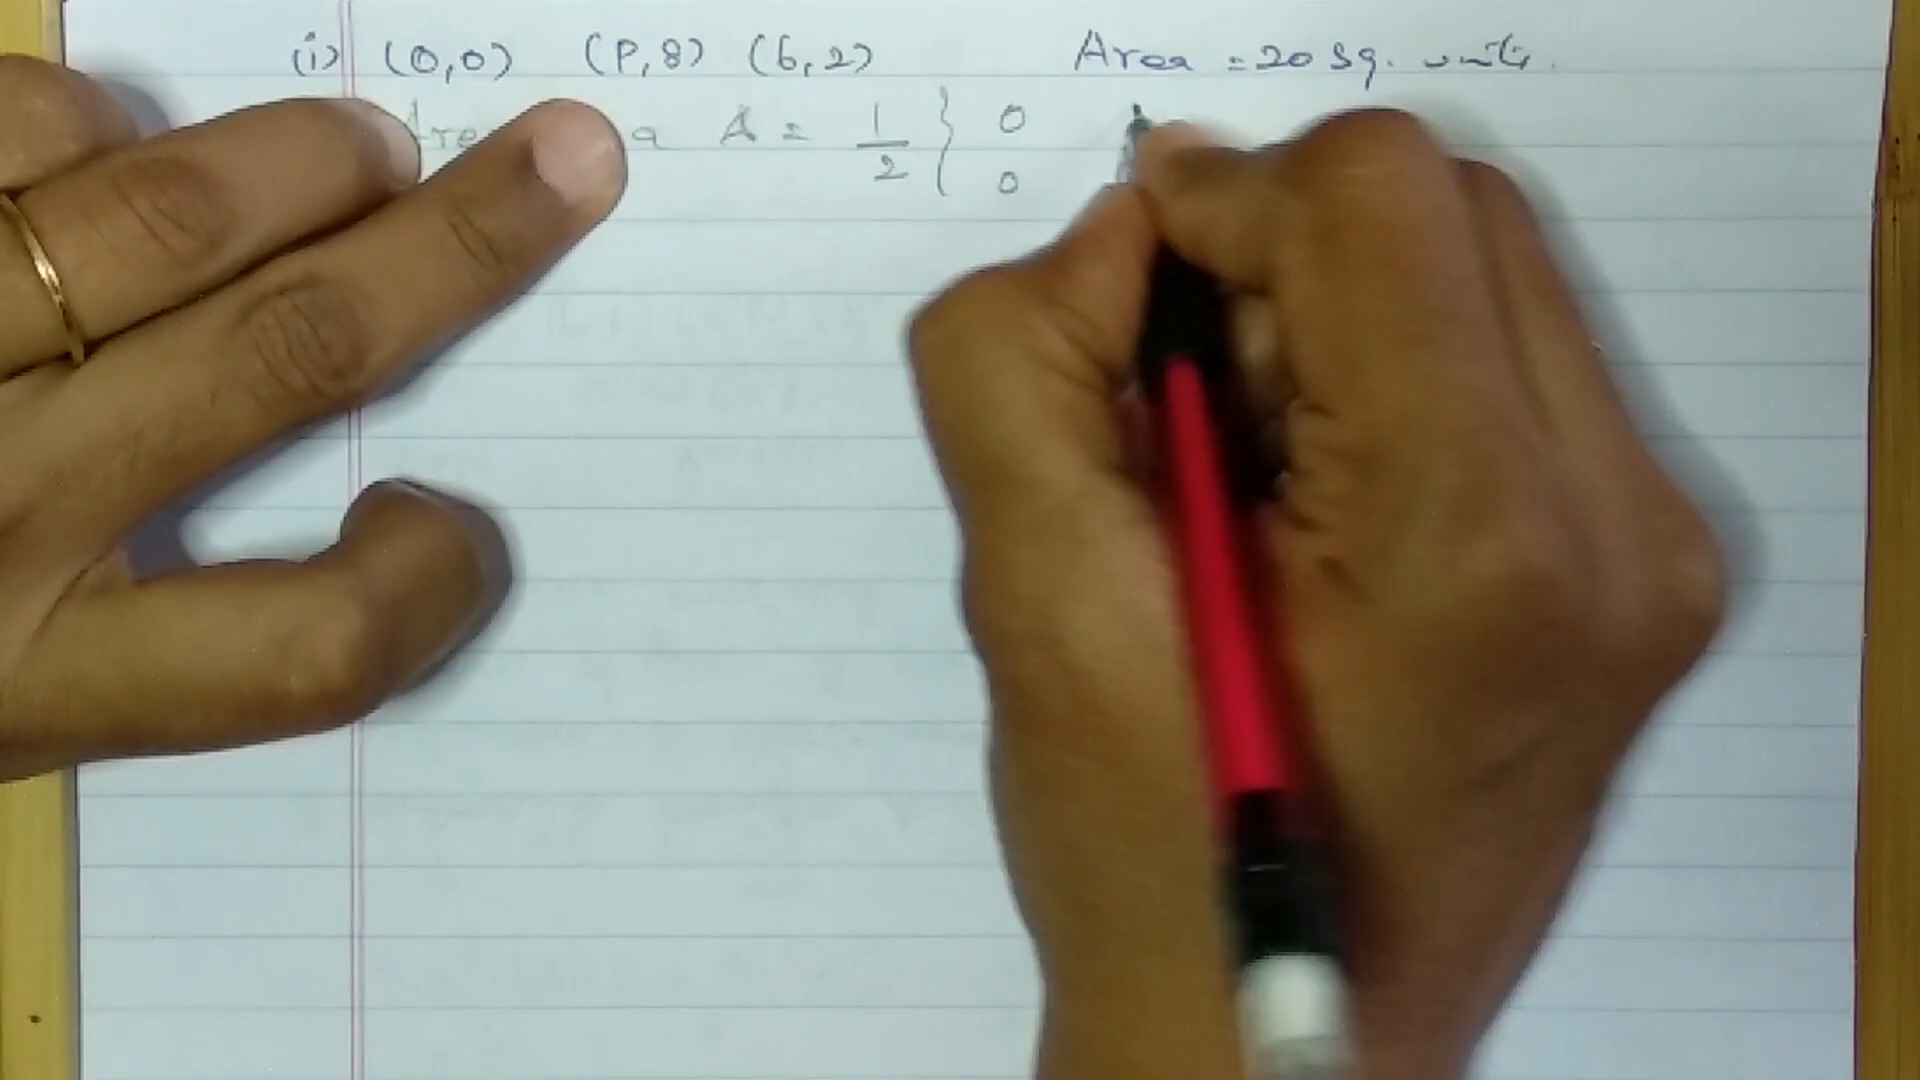 (i) (0,0) (P,8) (6,2) Area = 20 sq. units.
a Δ = 1/2 { 0
0